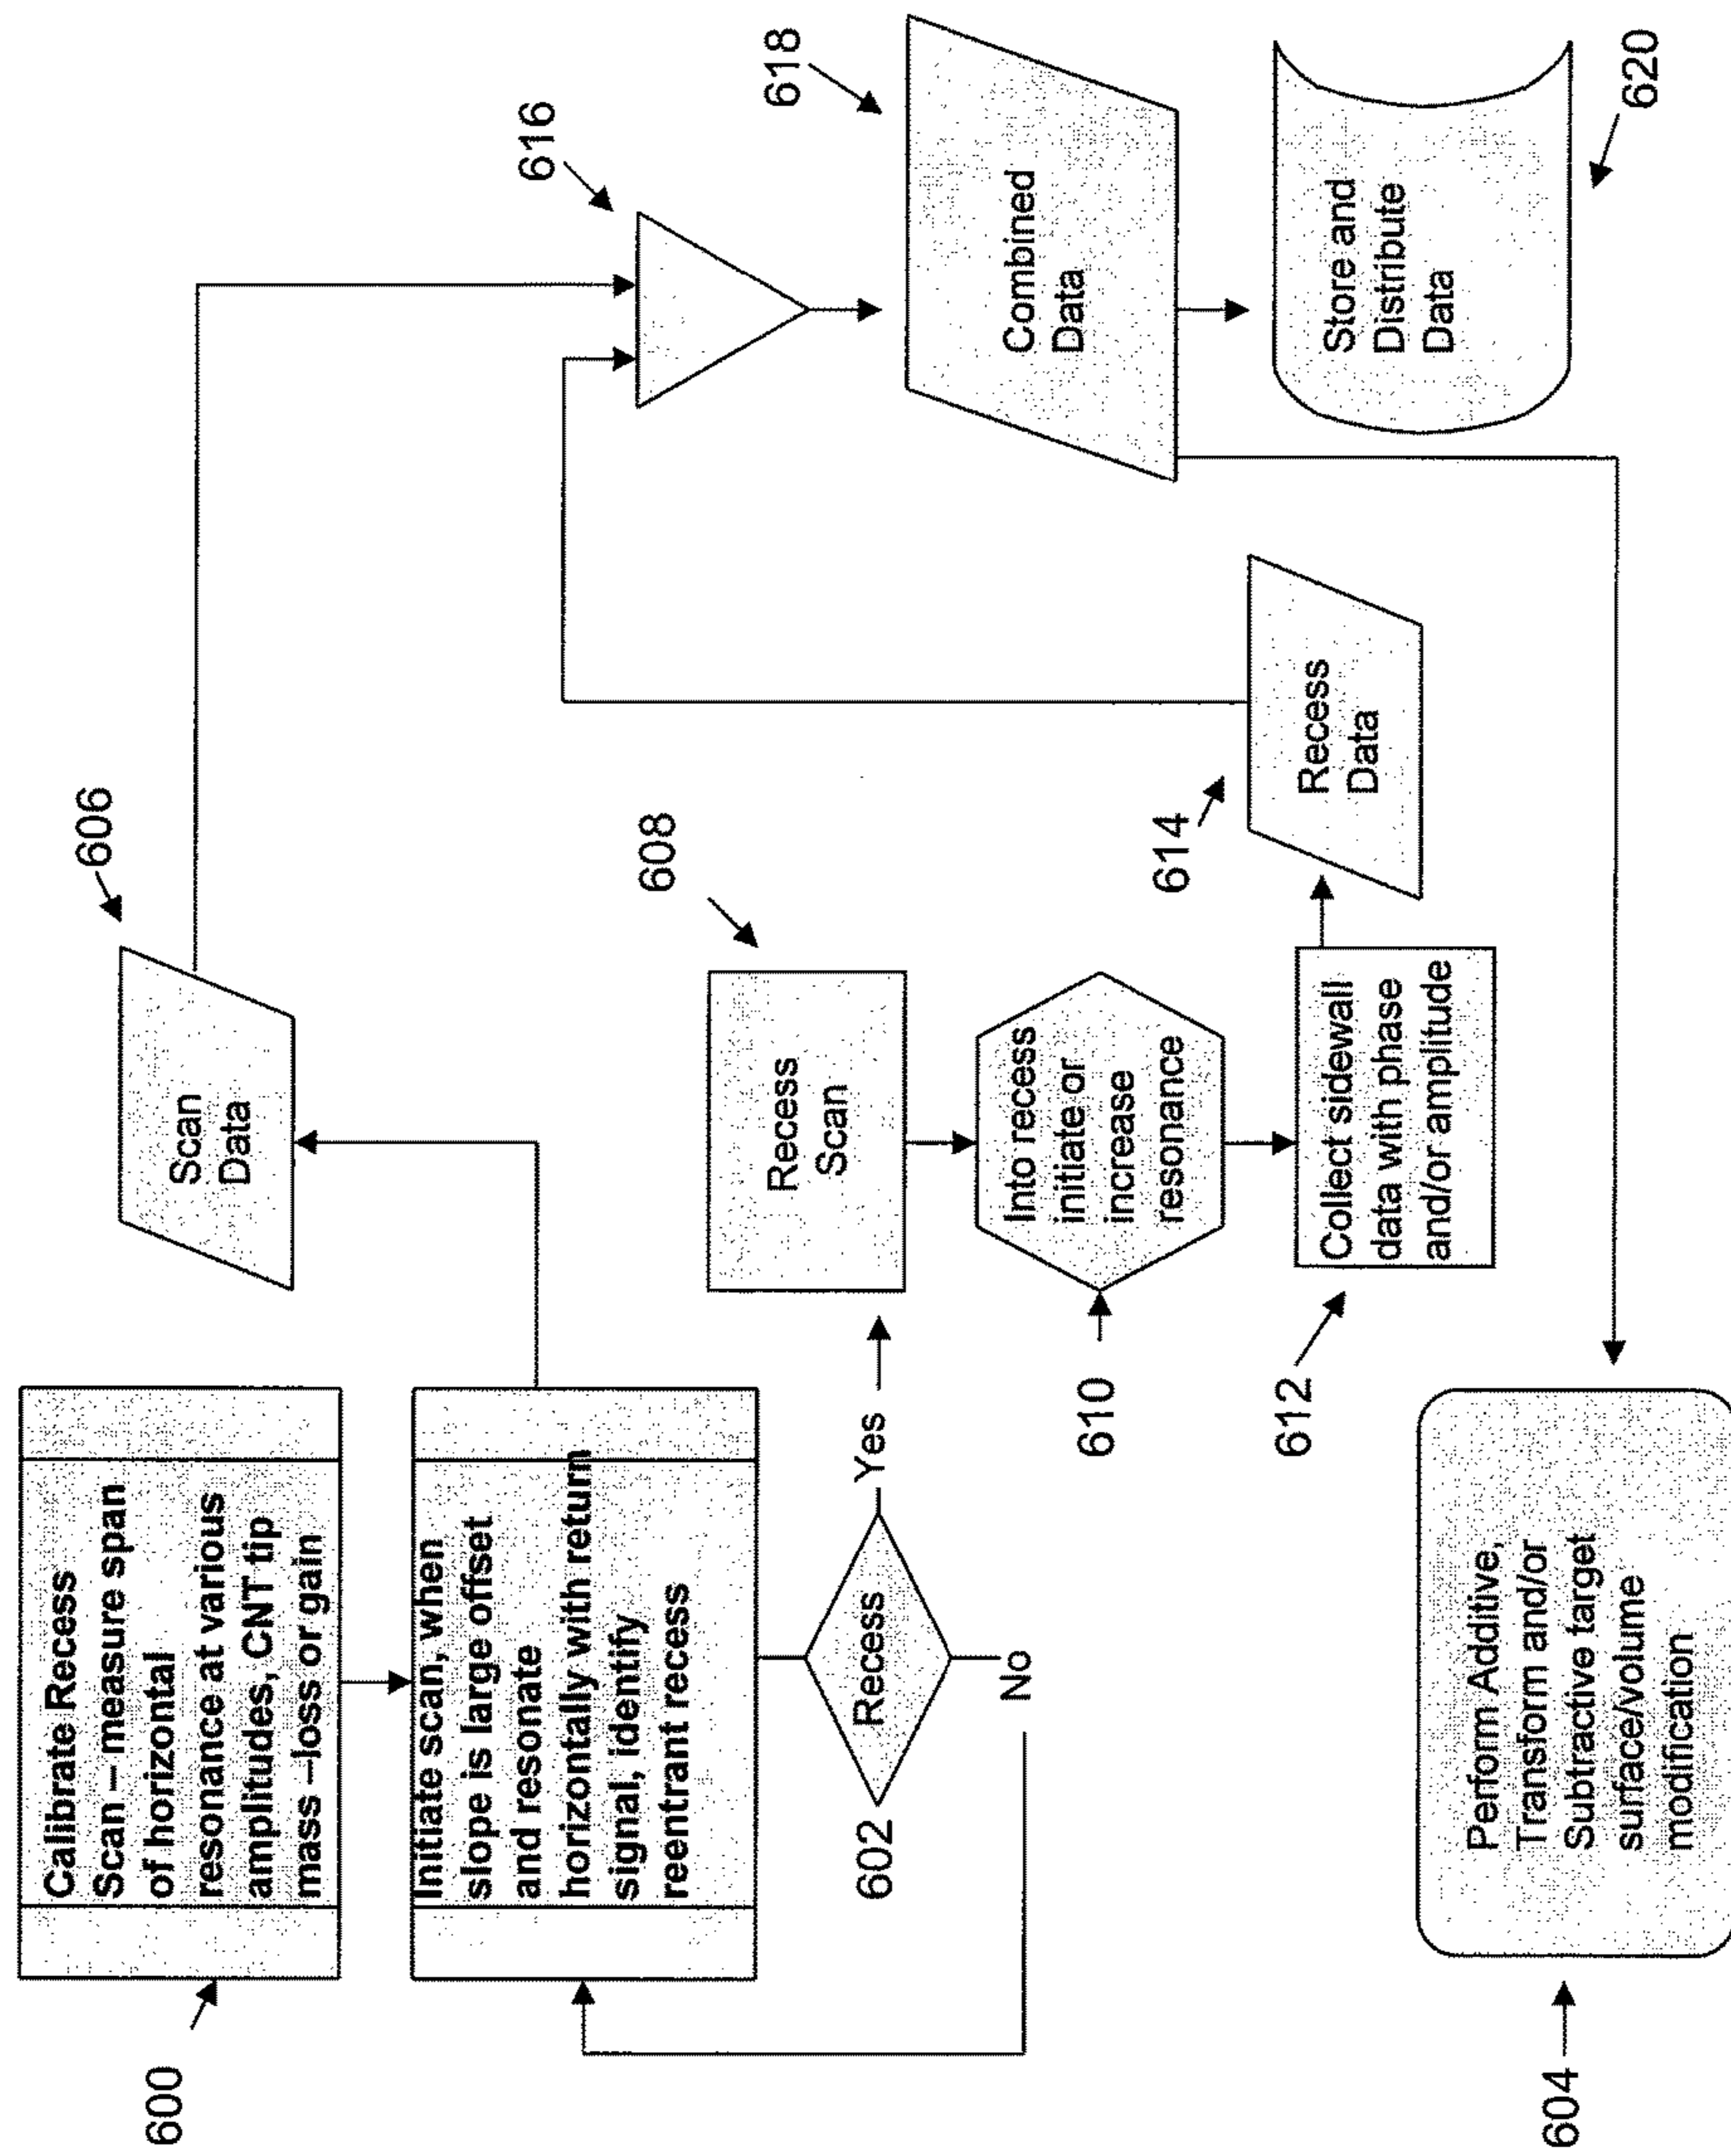 600
Calibrate Recess
Scan – measure span
of horizontal
resonance at various
amplitudes, CNT tip
mass –loss or gain
Initiate scan, when
slope is large offset
and resonate
horizontally with return
signal, identify
reentrant recess
602
Recess
Yes
No
606
Scan
Data
608
Recess
Scan
610
Into recess
initiate or
increase
resonance
612
Collect sidewall
data with phase
and/or amplitude
614
Recess
Data
616
618
Combined
Data
620
Store and
Distribute
Data
604
Perform Additive,
Transform and/or
Subtractive target
surface/volume
modification